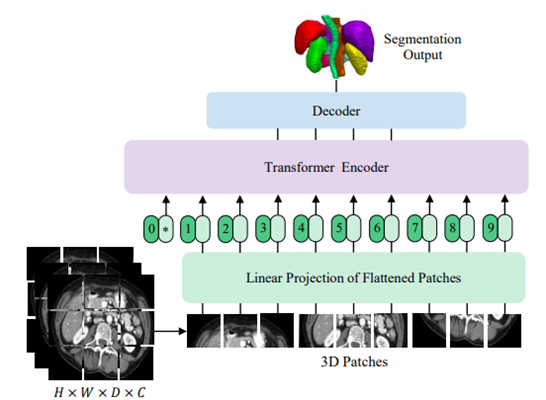 Segmentation
Output
Decoder
Transformer Encoder
0 * 1 2 3 4 5 6 7 8 9
Linear Projection of Flattened Patches
3D Patches
H × W × D × C